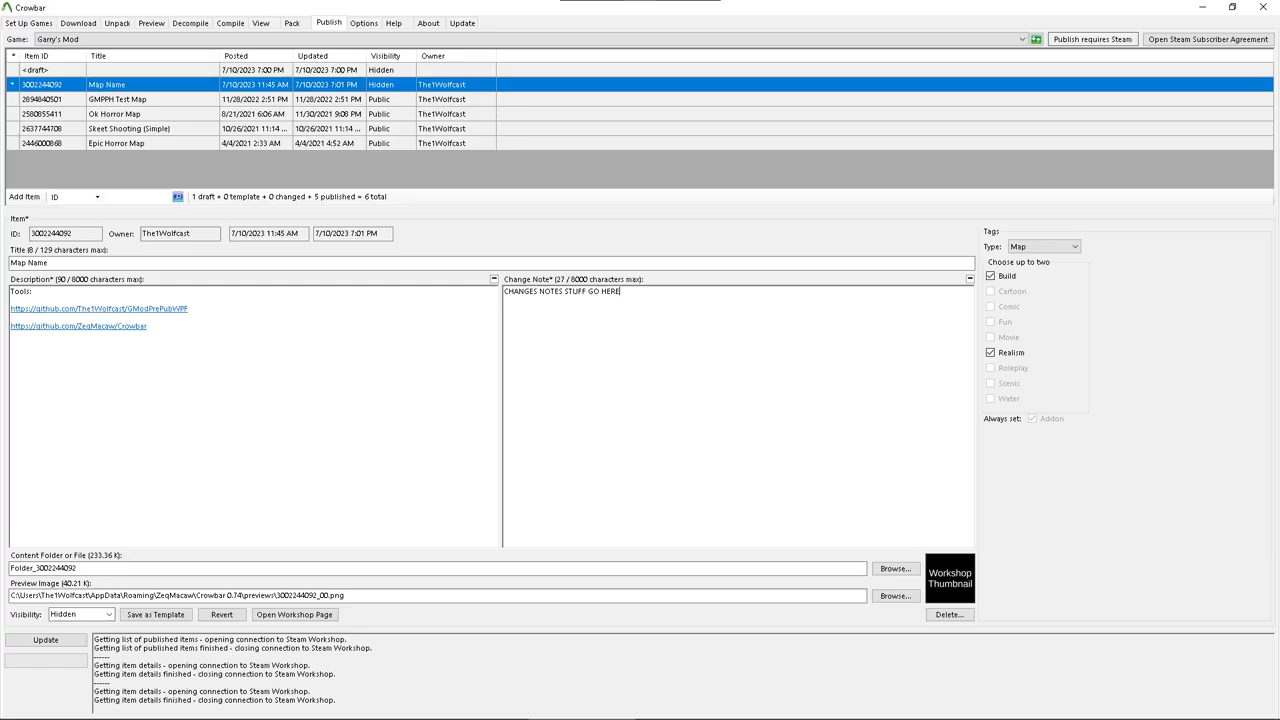 Crowbar
Set Up Games Download Unpack Preview Decompile Compile View Pack Publish Options Help About Update
Game: Garry's Mod Publish requires Steam Open Steam Subscriber Agreement
* Item ID Title Posted Updated Visibility Owner
<draft> 7/10/2023 7:00 PM 7/10/2023 7:00 PM Hidden
* 3002244092 Map Name 7/10/2023 11:45 AM 7/10/2023 7:01 PM Hidden The1Wolfcast
2894840501 GMPPH Test Map 11/28/2022 2:51 PM 11/28/2022 2:51 PM Public The1Wolfcast
2580855411 Ok Horror Map 8/21/2021 6:06 AM 11/30/2021 9:08 PM Public The1Wolfcast
2637744708 Skeet Shooting (Simple) 10/26/2021 11:14 ... 10/26/2021 11:14 ... Public The1Wolfcast
2446000868 Epic Horror Map 4/4/2021 2:33 AM 4/4/2021 4:52 AM Public The1Wolfcast
Add Item ID 1 draft + 0 template + 0 changed + 5 published = 6 total
Item*
ID: 3002244092 Owner: The1Wolfcast 7/10/2023 11:45 AM 7/10/2023 7:01 PM
Title (8 / 129 characters max):
Map Name
Description* (90 / 8000 characters max):
Tools:
https://github.com/The1Wolfcast/GModPrePubWPF
https://github.com/ZeqMacaw/Crowbar
Change Note* (27 / 8000 characters max):
CHANGES NOTES STUFF GO HERE
Tags
Type: Map
Choose up to two
Build
Cartoon
Comic
Fun
Movie
Realism
Roleplay
Scenic
Water
Always set: Addon
Content Folder or File (233.36 K):
Folder_3002244092 Browse...
Preview Image (40.21 K):
C:\Users\The1Wolfcast\AppData\Roaming\ZeqMacaw\Crowbar 0.74\previews\3002244092_00.png Browse...
Workshop
Thumbnail
Visibility: Hidden Save as Template Revert Open Workshop Page Delete...
Update
Getting list of published items - opening connection to Steam Workshop.
Getting list of published items finished - closing connection to Steam Workshop.
------
Getting item details - opening connection to Steam Workshop.
Getting item details finished - closing connection to Steam Workshop.
------
Getting item details - opening connection to Steam Workshop.
Getting item details finished - closing connection to Steam Workshop.